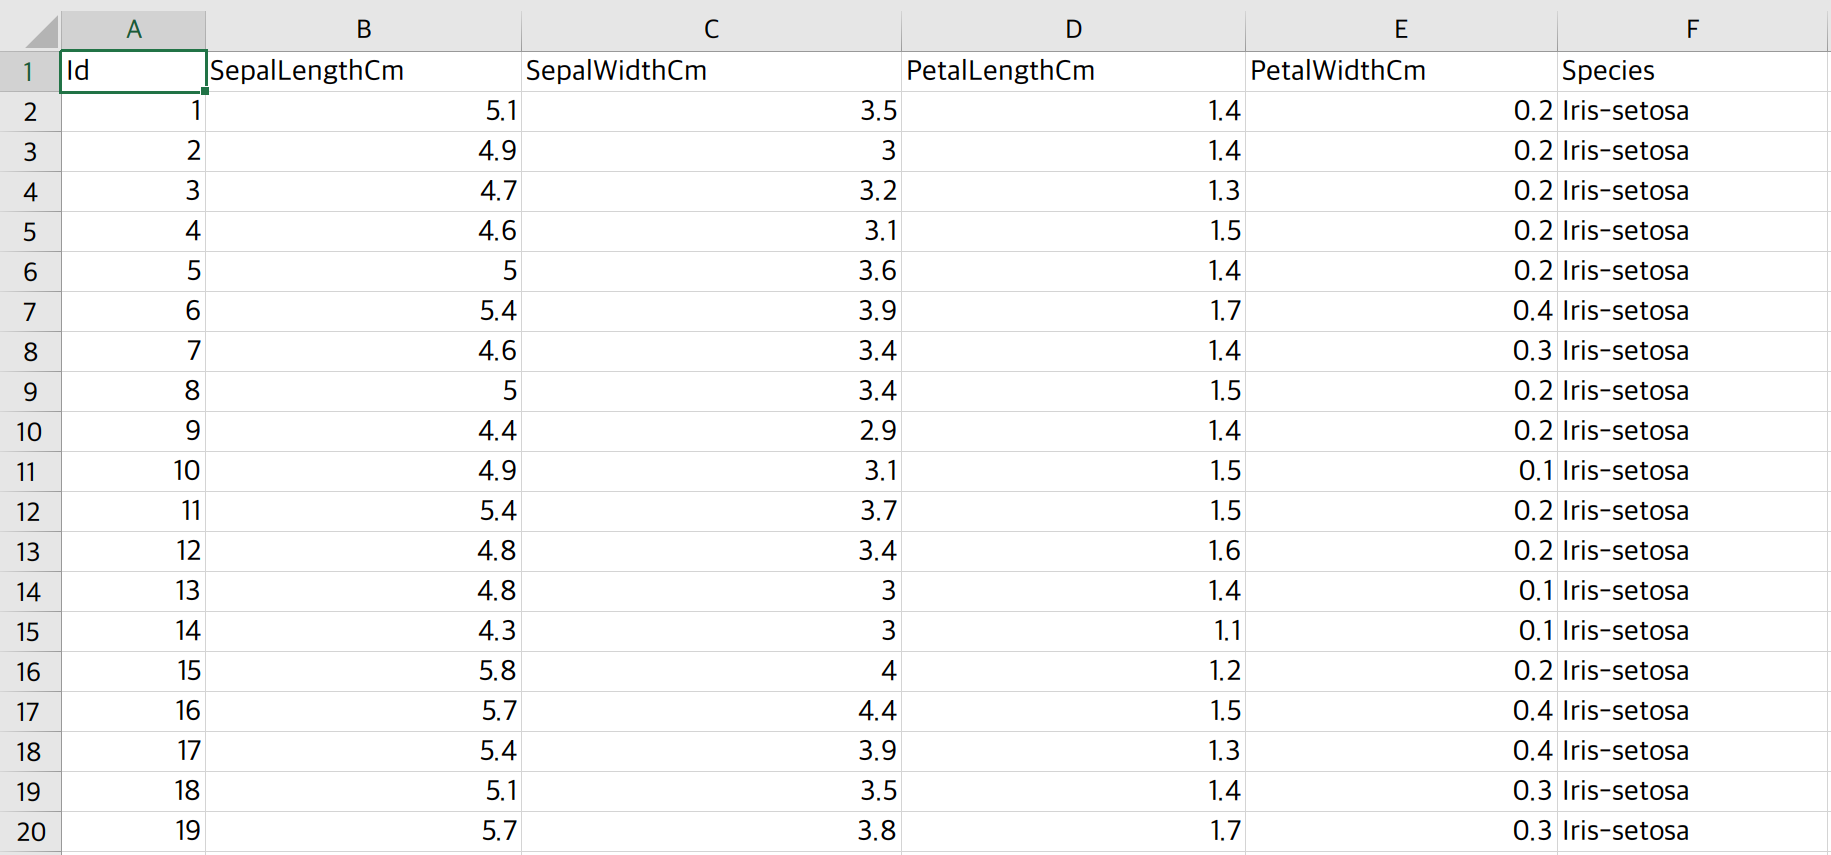 A B C D E F
1 Id SepalLengthCm SepalWidthCm PetalLengthCm PetalWidthCm Species
2 1 5.1 3.5 1.4 0.2 Iris-setosa
3 2 4.9 3 1.4 0.2 Iris-setosa
4 3 4.7 3.2 1.3 0.2 Iris-setosa
5 4 4.6 3.1 1.5 0.2 Iris-setosa
6 5 5 3.6 1.4 0.2 Iris-setosa
7 6 5.4 3.9 1.7 0.4 Iris-setosa
8 7 4.6 3.4 1.4 0.3 Iris-setosa
9 8 5 3.4 1.5 0.2 Iris-setosa
10 9 4.4 2.9 1.4 0.2 Iris-setosa
11 10 4.9 3.1 1.5 0.1 Iris-setosa
12 11 5.4 3.7 1.5 0.2 Iris-setosa
13 12 4.8 3.4 1.6 0.2 Iris-setosa
14 13 4.8 3 1.4 0.1 Iris-setosa
15 14 4.3 3 1.1 0.1 Iris-setosa
16 15 5.8 4 1.2 0.2 Iris-setosa
17 16 5.7 4.4 1.5 0.4 Iris-setosa
18 17 5.4 3.9 1.3 0.4 Iris-setosa
19 18 5.1 3.5 1.4 0.3 Iris-setosa
20 19 5.7 3.8 1.7 0.3 Iris-setosa